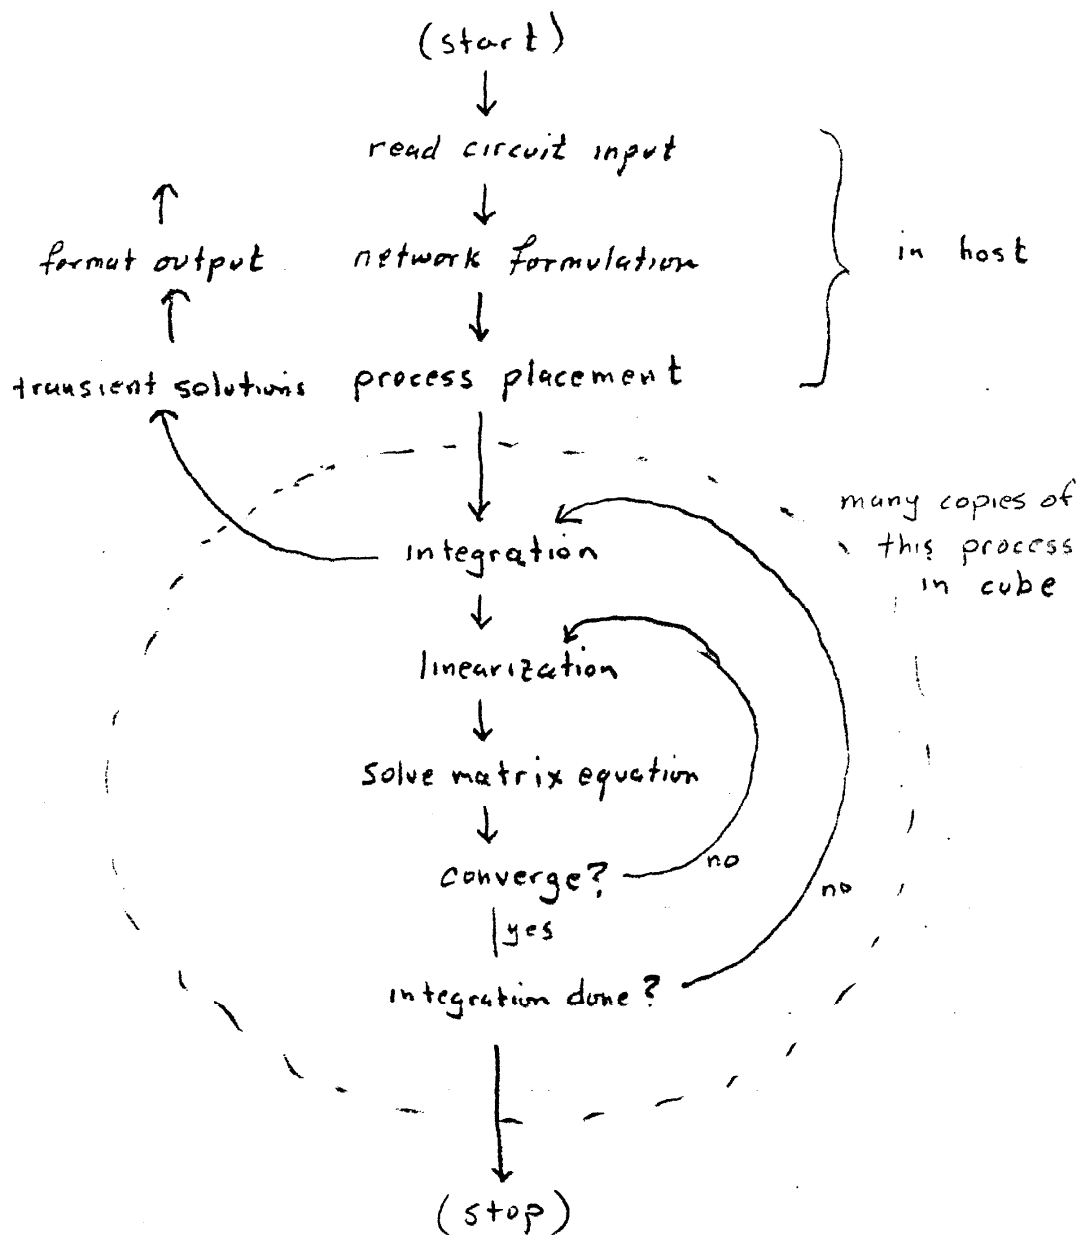 (start)
read circuit input
format output
network formulation
in host
transient solutions
process placement
many copies of
this process
in cube
integration
linearization
solve matrix equation
converge?
no
no
yes
integration done?
(stop)